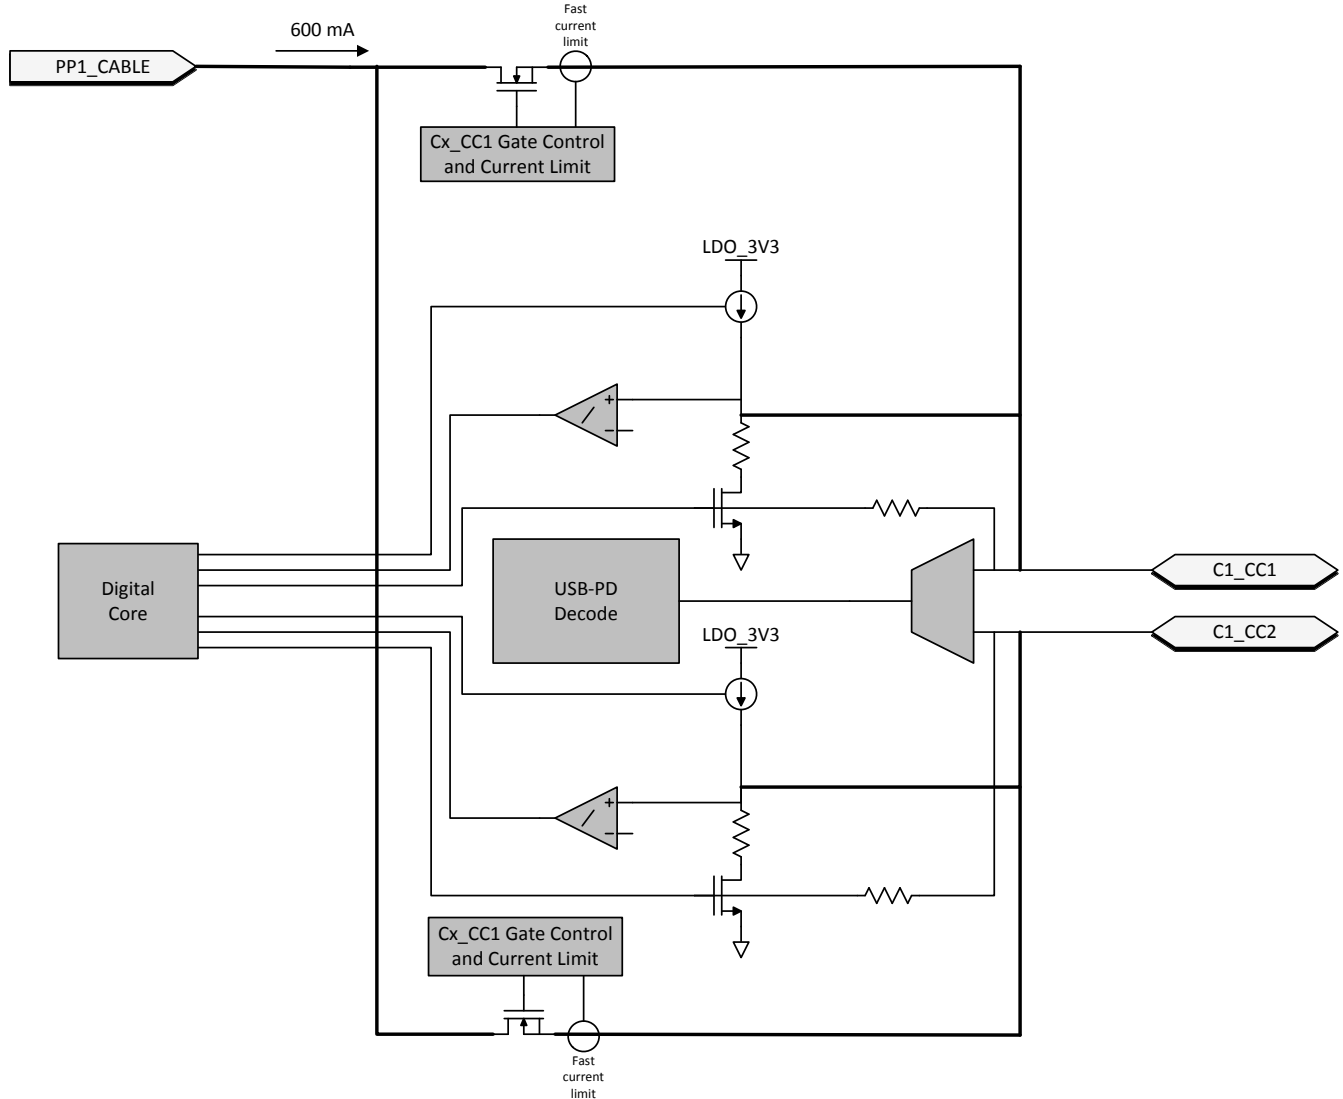 Fast
current
limit
600 mA
PP1_CABLE
Cx_CC1 Gate Control
and Current Limit
LDO_3V3
+
−
Digital
Core
USB-PD
Decode
C1_CC1
C1_CC2
LDO_3V3
+
−
Cx_CC1 Gate Control
and Current Limit
Fast
current
limit